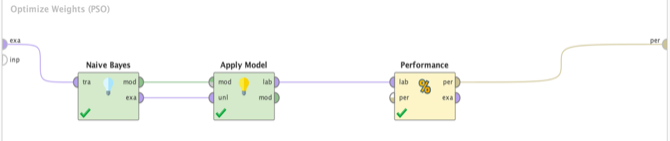 Optimize Weights (PSO)
exa
inp
Naive Bayes
tra
mod
exa
Apply Model
mod
lab
unl
mod
Performance
lab
per
%
per
exa
per